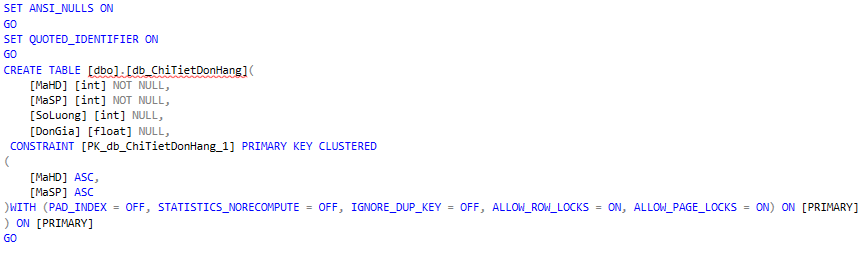 SET ANSI_NULLS ON
GO
SET QUOTED_IDENTIFIER ON
GO
CREATE TABLE [dbo].[db_ChiTietDonHang](
    [MaHD] [int] NOT NULL,
    [MaSP] [int] NOT NULL,
    [SoLuong] [int] NULL,
    [DonGia] [float] NULL,
 CONSTRAINT [PK_db_ChiTietDonHang_1] PRIMARY KEY CLUSTERED
(
    [MaHD] ASC,
    [MaSP] ASC
)WITH (PAD_INDEX = OFF, STATISTICS_NORECOMPUTE = OFF, IGNORE_DUP_KEY = OFF, ALLOW_ROW_LOCKS = ON, ALLOW_PAGE_LOCKS = ON) ON [PRIMARY]
) ON [PRIMARY]
GO